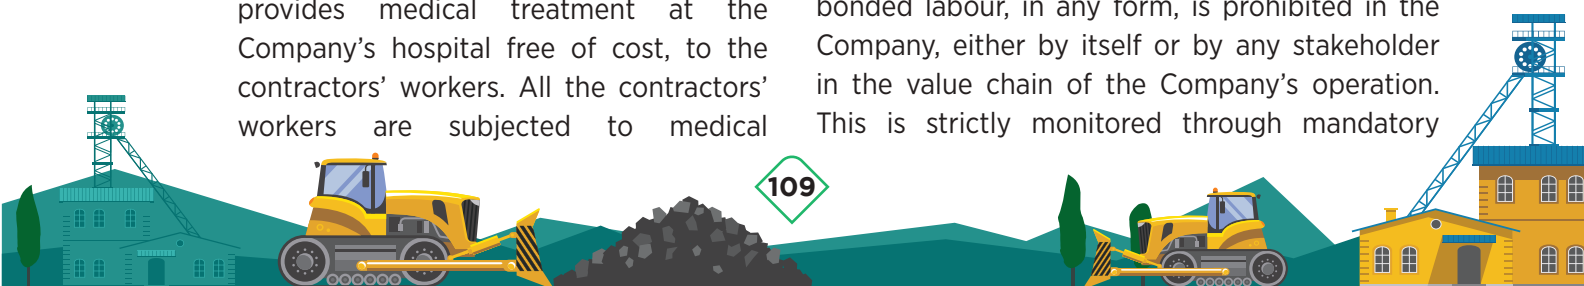 provides medical treatment at the
Company's hospital free of cost, to the
contractors' workers. All the contractors'
workers are subjected to medical
bonded labour, in any form, is prohibited in the
Company, either by itself or by any stakeholder
in the value chain of the Company's operation.
This is strictly monitored through mandatory
109